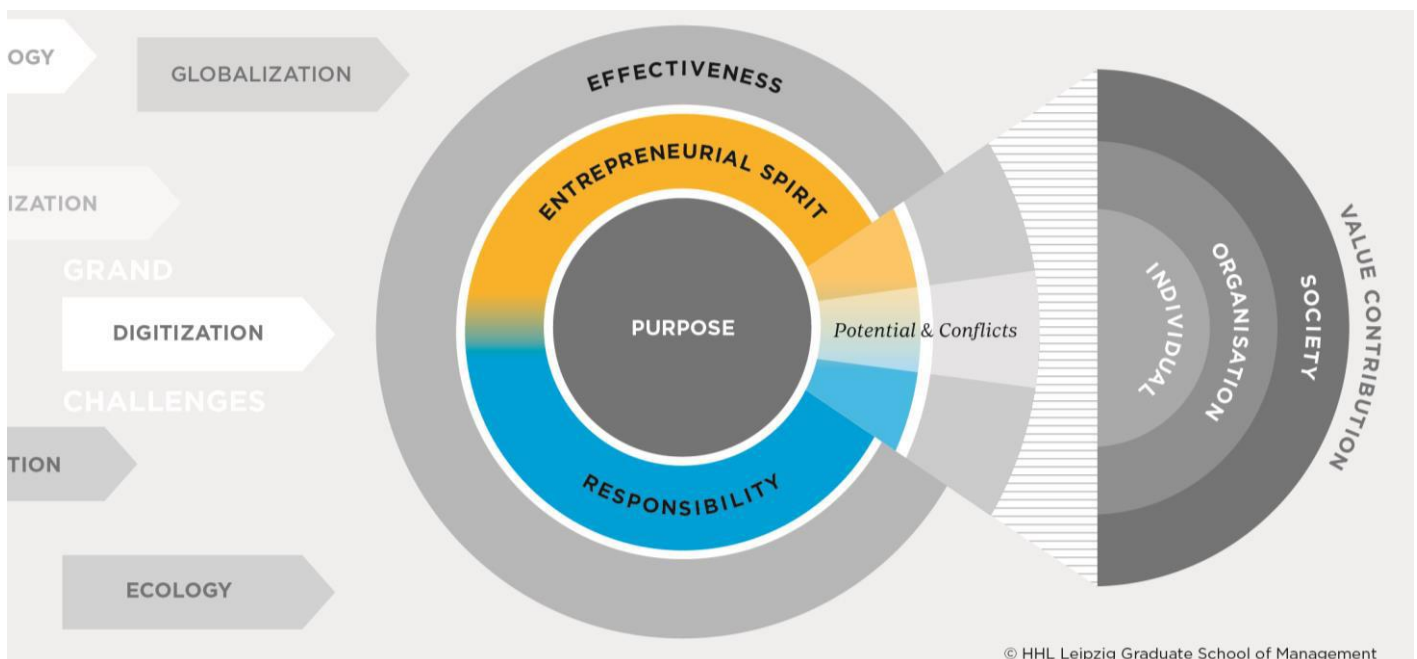 OGY
GLOBALIZATION
IZATION
GRAND
DIGITIZATION
CHALLENGES
TION
ECOLOGY
EFFECTIVENESS
ENTREPRENEURIAL SPIRIT
PURPOSE
RESPONSIBILITY
Potential & Conflicts
INDIVIDUAL
ORGANISATION
SOCIETY
VALUE CONTRIBUTION
© HHL Leipzig Graduate School of Management